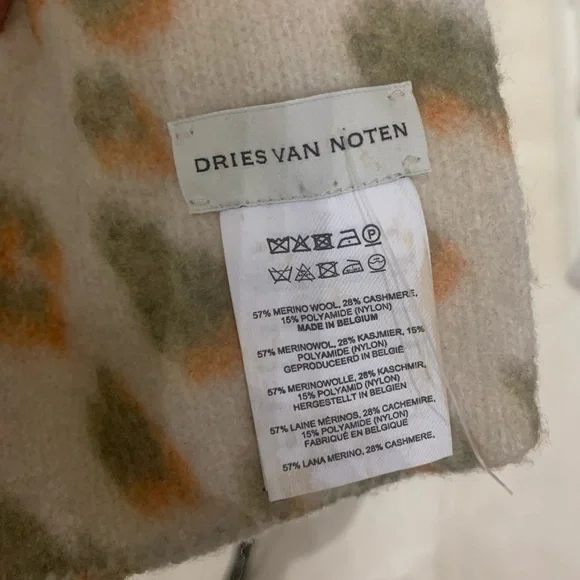 DRIES VAN NOTEN
P
57% MERINO WOOL, 28% CASHMERE,
15% POLYAMIDE (NYLON)
MADE IN BELGIUM
57% MERINOWOL, 28% KASJMIER, 15%
POLYAMIDE (NYLON)
GEPRODUCEERD IN BELGIË
57% MERINOWOLLE, 28% KASCHMIR,
15% POLYAMID (NYLON)
HERGESTELLT IN BELGIEN
57% LAINE MÉRINOS, 28% CACHEMIRE,
15% POLYAMIDE (NYLON)
FABRIQUÉ EN BELGIQUE
57% LANA MERINO, 28% CASHMERE,